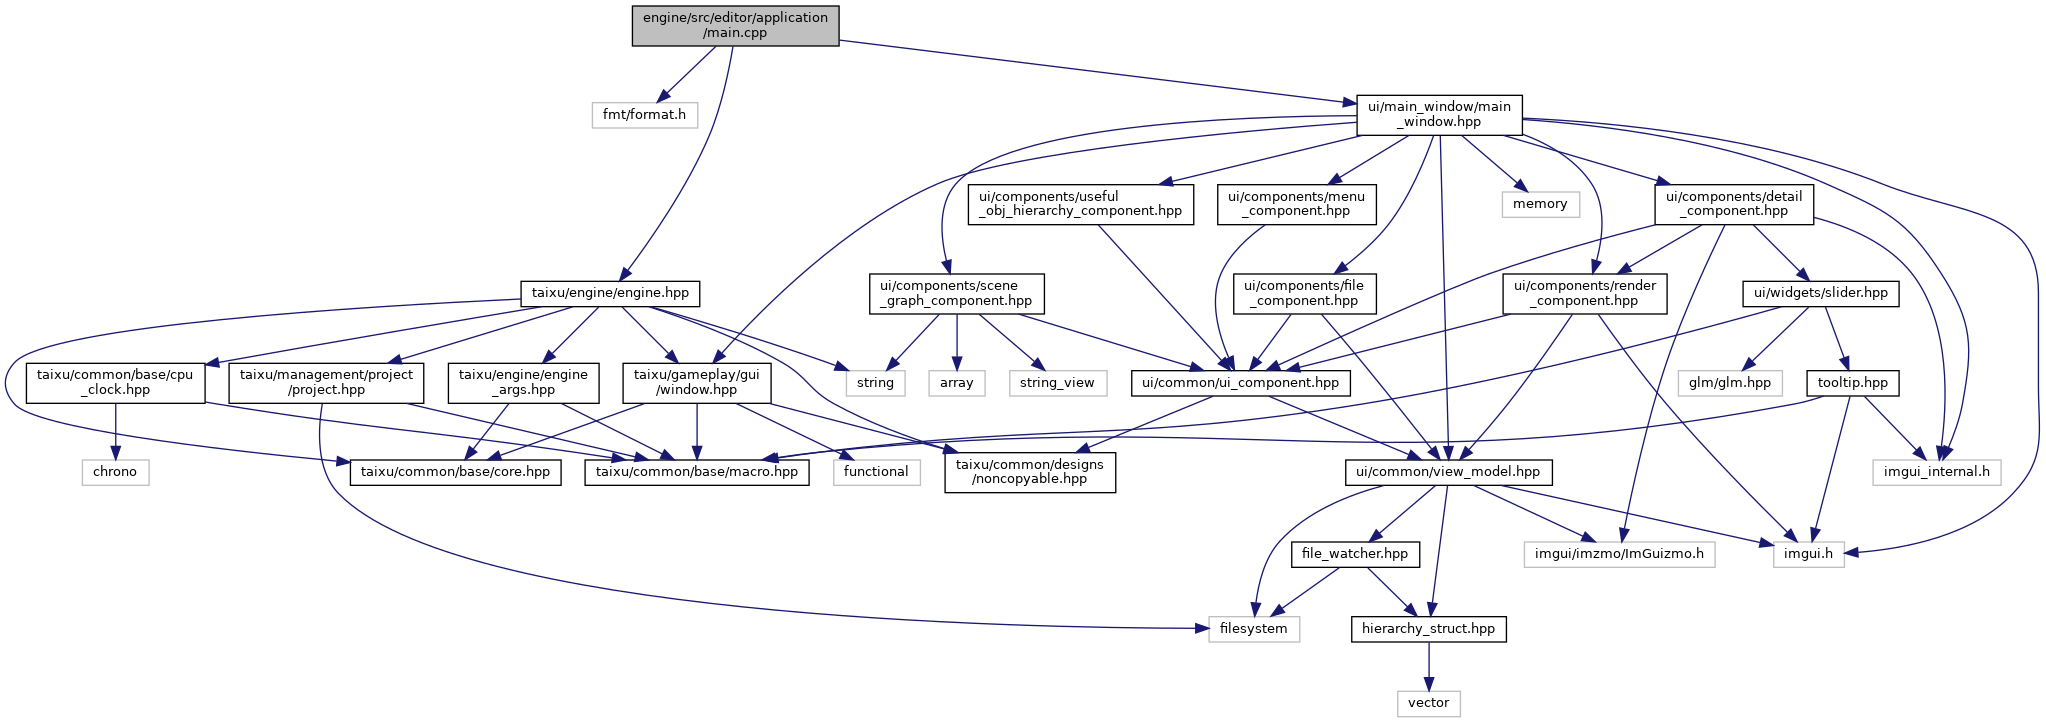 engine/src/editor/application
/main.cpp
fmt/format.h
ui/main_window/main
_window.hpp
ui/components/useful
_obj_hierarchy_component.hpp
ui/components/menu
_component.hpp
memory
ui/components/detail
_component.hpp
taixu/engine/engine.hpp
ui/components/scene
_graph_component.hpp
ui/components/file
_component.hpp
ui/components/render
_component.hpp
ui/widgets/slider.hpp
taixu/common/base/cpu
_clock.hpp
taixu/management/project
/project.hpp
taixu/engine/engine
_args.hpp
taixu/gameplay/gui
/window.hpp
string
array
string_view
ui/common/ui_component.hpp
glm/glm.hpp
tooltip.hpp
chrono
taixu/common/base/core.hpp
taixu/common/base/macro.hpp
functional
taixu/common/designs
/noncopyable.hpp
ui/common/view_model.hpp
imgui_internal.h
file_watcher.hpp
imgui/imzmo/ImGuizmo.h
imgui.h
filesystem
hierarchy_struct.hpp
vector